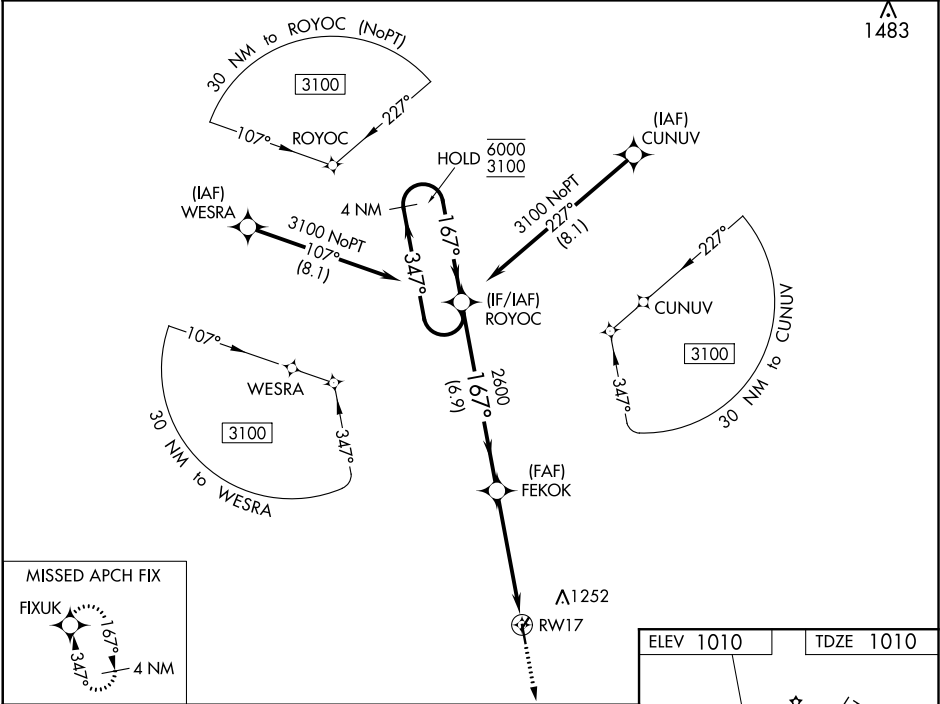 1483
30 NM to ROYOC (NoPT)
3100
107°
227°
ROYOC
HOLD 6000
3100
4 NM
167°
347°
(IAF)
CUNUV
3100 NoPT
227°
(8.1)
(IAF)
WESRA
3100 NoPT
107°
(8.1)
(IF/IAF)
ROYOC
227°
CUNUV
3100
347°
30 NM to CUNUV
107°
WESRA
3100
347°
30 NM to WESRA
2600
167°
(6.9)
(FAF)
FEKOK
1252
RW17
MISSED APCH FIX
FIXUK
167°
347°
4 NM
ELEV 1010
TDZE 1010